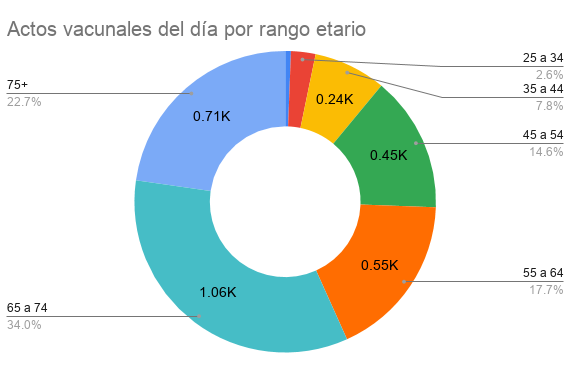 Actos vacunales del día por rango etario
25 a 34
2.6%
35 a 44
7.8%
45 a 54
14.6%
55 a 64
17.7%
65 a 74
34.0%
75+
22.7%
0.24K
0.45K
0.55K
1.06K
0.71K